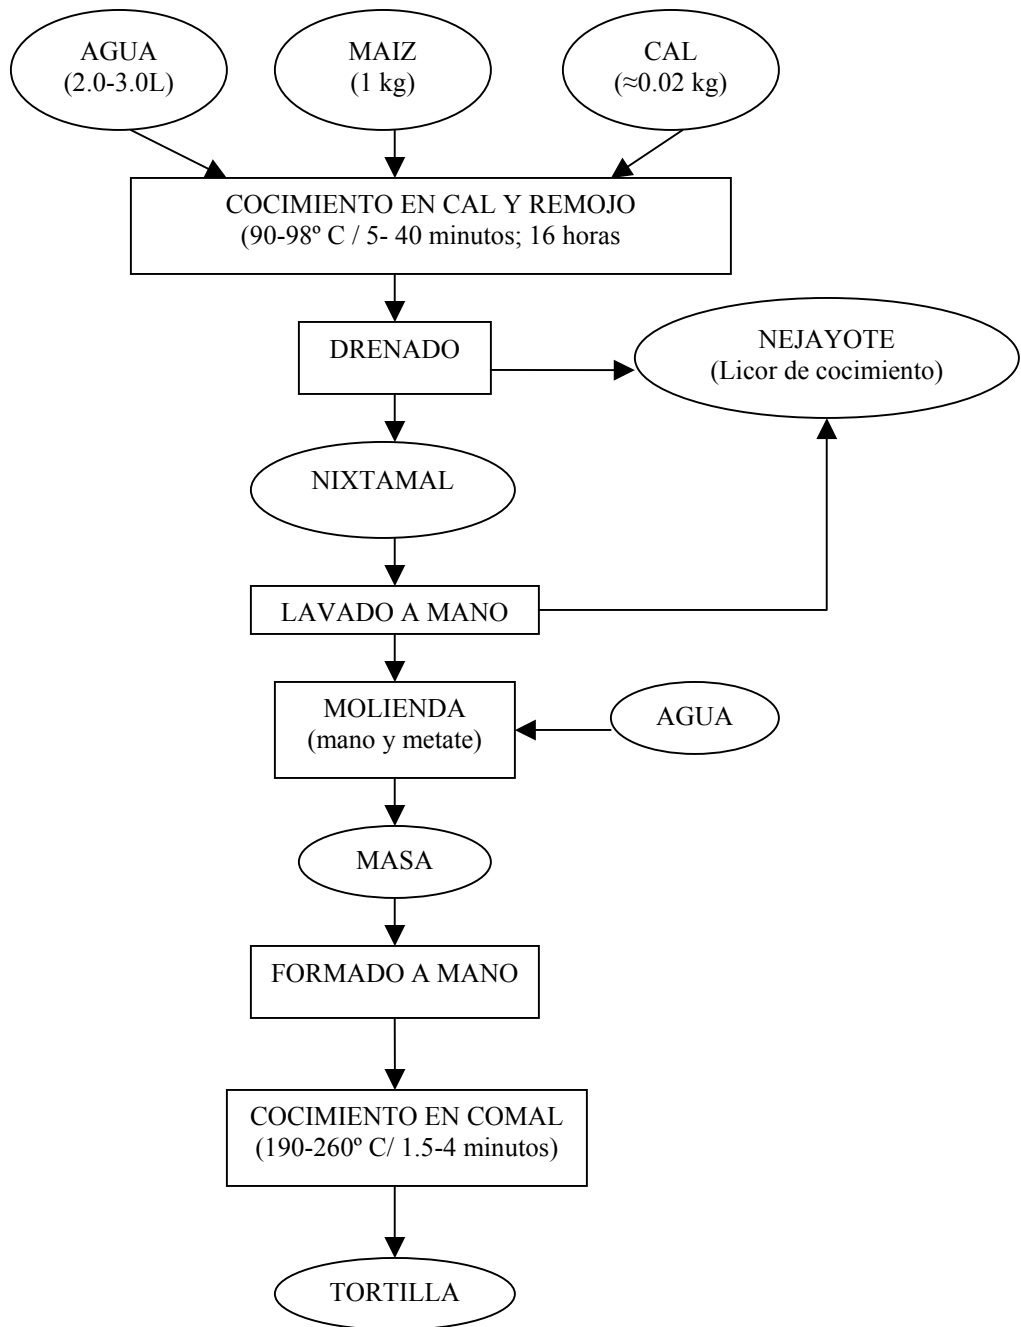 AGUA
(2.0-3.0L)
MAIZ
(1 kg)
CAL
(≈0.02 kg)
COCIMIENTO EN CAL Y REMOJO
(90-98º C / 5- 40 minutos; 16 horas
DRENADO
NEJAYOTE
(Licor de cocimiento)
NIXTAMAL
LAVADO A MANO
MOLIENDA
(mano y metate)
AGUA
MASA
FORMADO A MANO
COCIMIENTO EN COMAL
(190-260º C/ 1.5-4 minutos)
TORTILLA